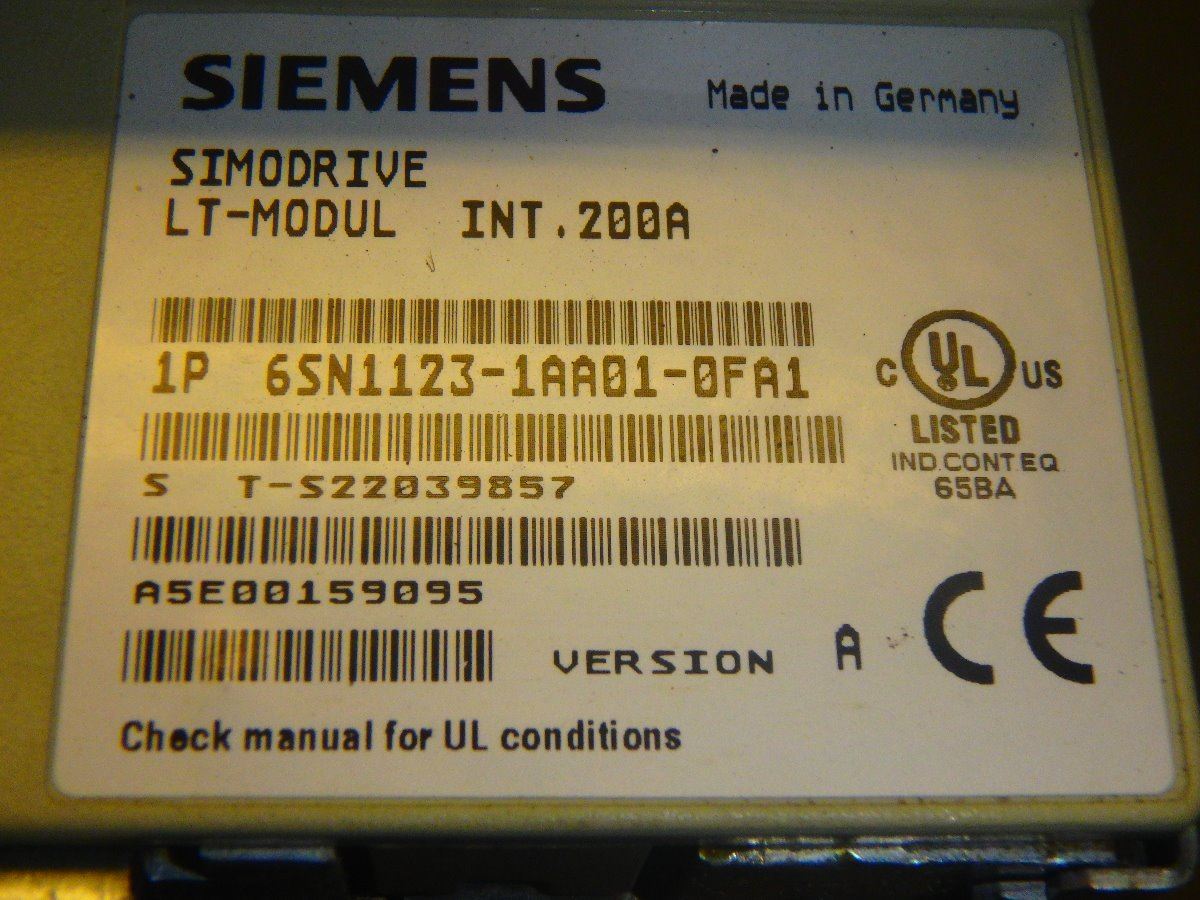 SIEMENS Made in Germany
SIMODRIVE
LT-MODUL INT.200A
1P 6SN1123-1AA01-0FA1
C UL US
LISTED
IND.CONT.EQ
65BA
S T-S22039857
A5E00159095
VERSION A CE
Check manual for UL conditions